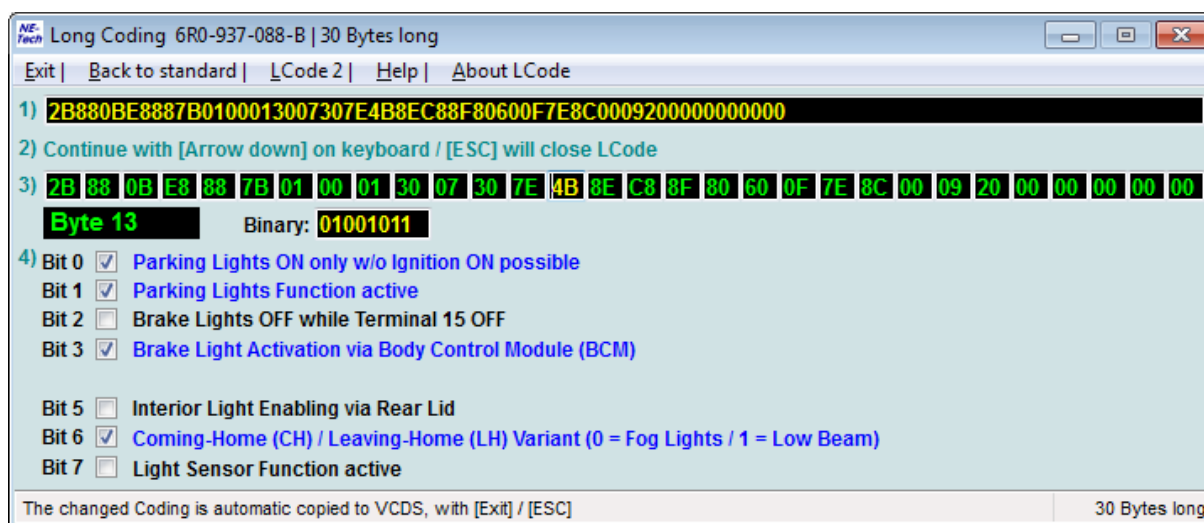 NE-Tech Long Coding 6R0-937-088-B | 30 Bytes long
Exit | Back to standard | LCode 2 | Help | About LCode
1) 2B880BE8887B0100013007307E4B8EC88F80600F7E8C0009200000000000
2) Continue with [Arrow down] on keyboard / [ESC] will close LCode
3) 2B 88 0B E8 88 7B 01 00 01 30 07 30 7E 4B 8E C8 8F 80 60 0F 7E 8C 00 09 20 00 00 00 00 00
Byte 13 Binary: 01001011
4) Bit 0 Parking Lights ON only w/o Ignition ON possible
Bit 1 Parking Lights Function active
Bit 2 Brake Lights OFF while Terminal 15 OFF
Bit 3 Brake Light Activation via Body Control Module (BCM)
Bit 5 Interior Light Enabling via Rear Lid
Bit 6 Coming-Home (CH) / Leaving-Home (LH) Variant (0 = Fog Lights / 1 = Low Beam)
Bit 7 Light Sensor Function active
The changed Coding is automatic copied to VCDS, with [Exit] / [ESC] 30 Bytes long